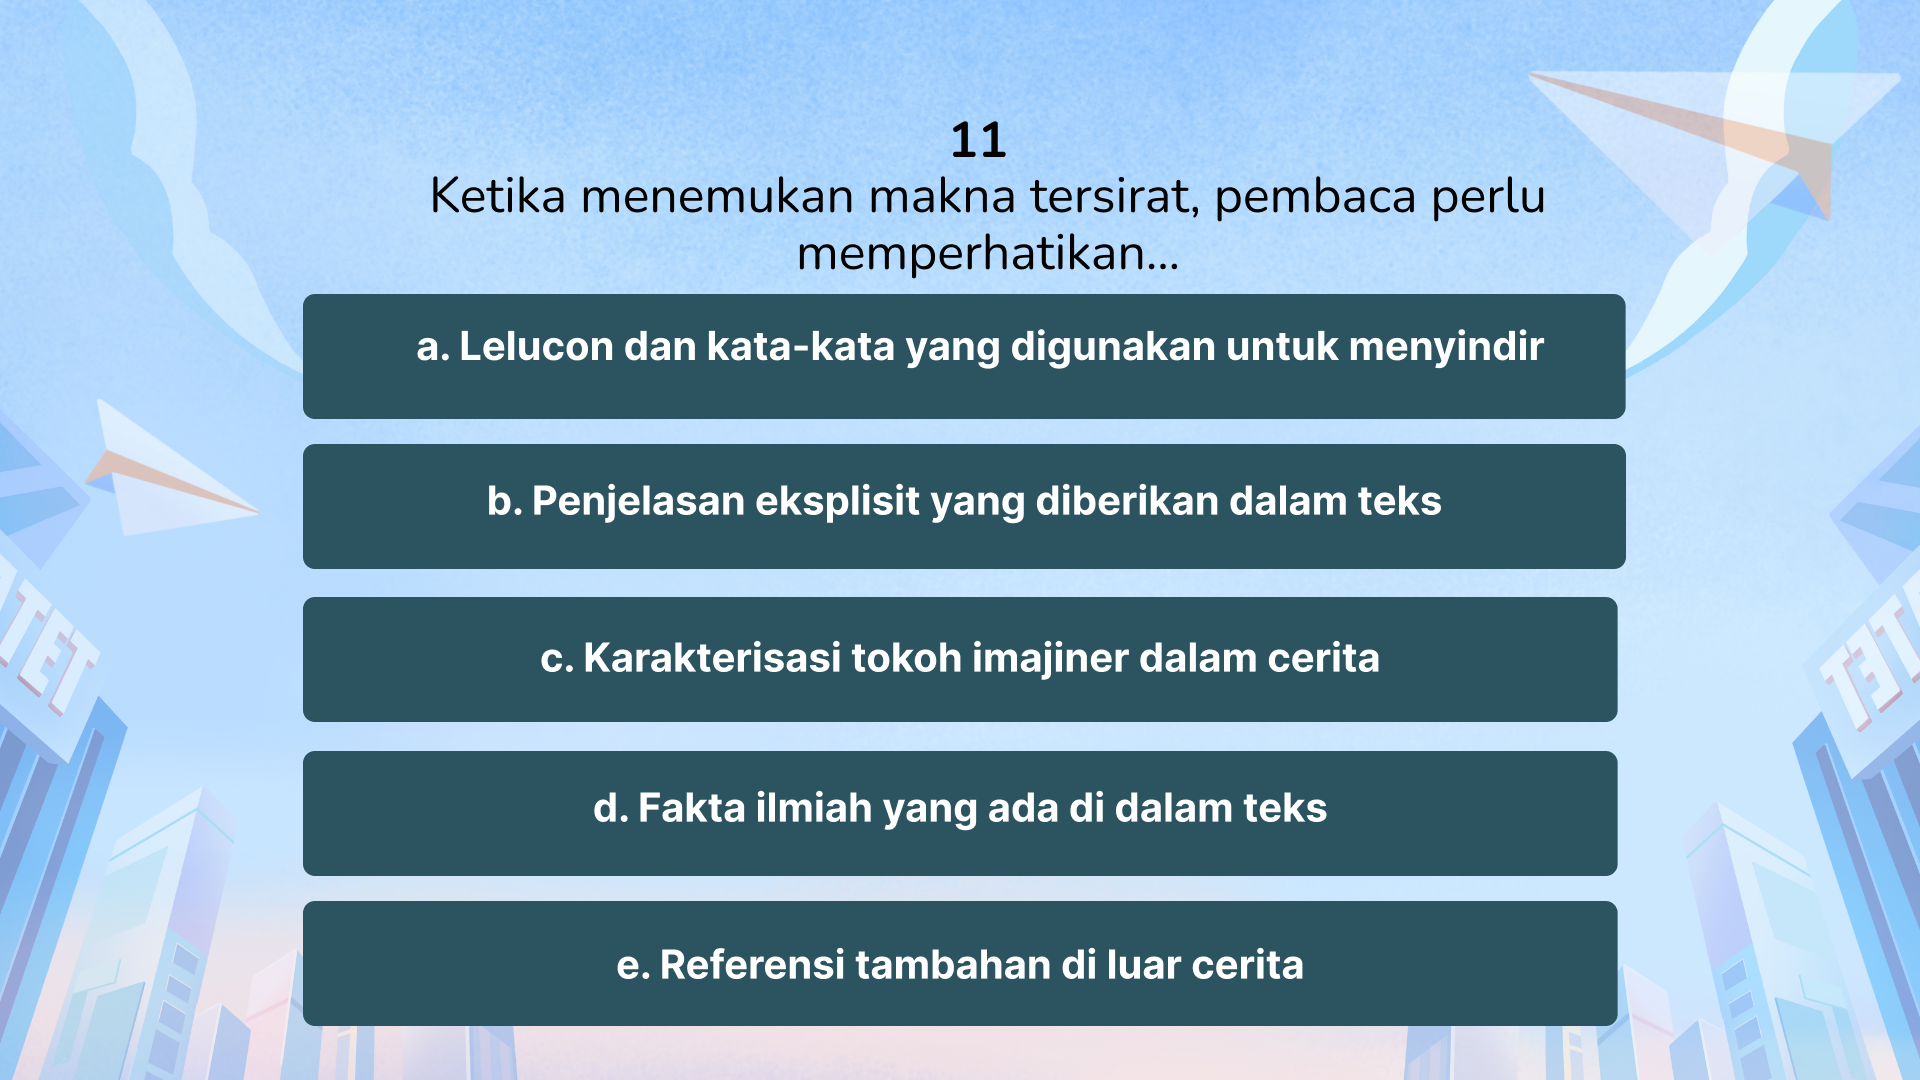 11
Ketika menemukan makna tersirat, pembaca perlu
memperhatikan...
a. Lelucon dan kata-kata yang digunakan untuk menyindir
b. Penjelasan eksplisit yang diberikan dalam teks
c. Karakterisasi tokoh imajiner dalam cerita
d. Fakta ilmiah yang ada di dalam teks
e. Referensi tambahan di luar cerita